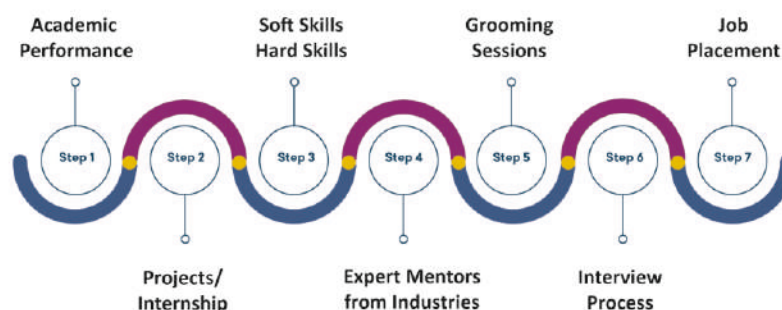 Academic
Performance
Soft Skills
Hard Skills
Grooming
Sessions
Job
Placement
Step 1
Step 2
Step 3
Step 4
Step 5
Step 6
Step 7
Projects/
Internship
Expert Mentors
from Industries
Interview
Process